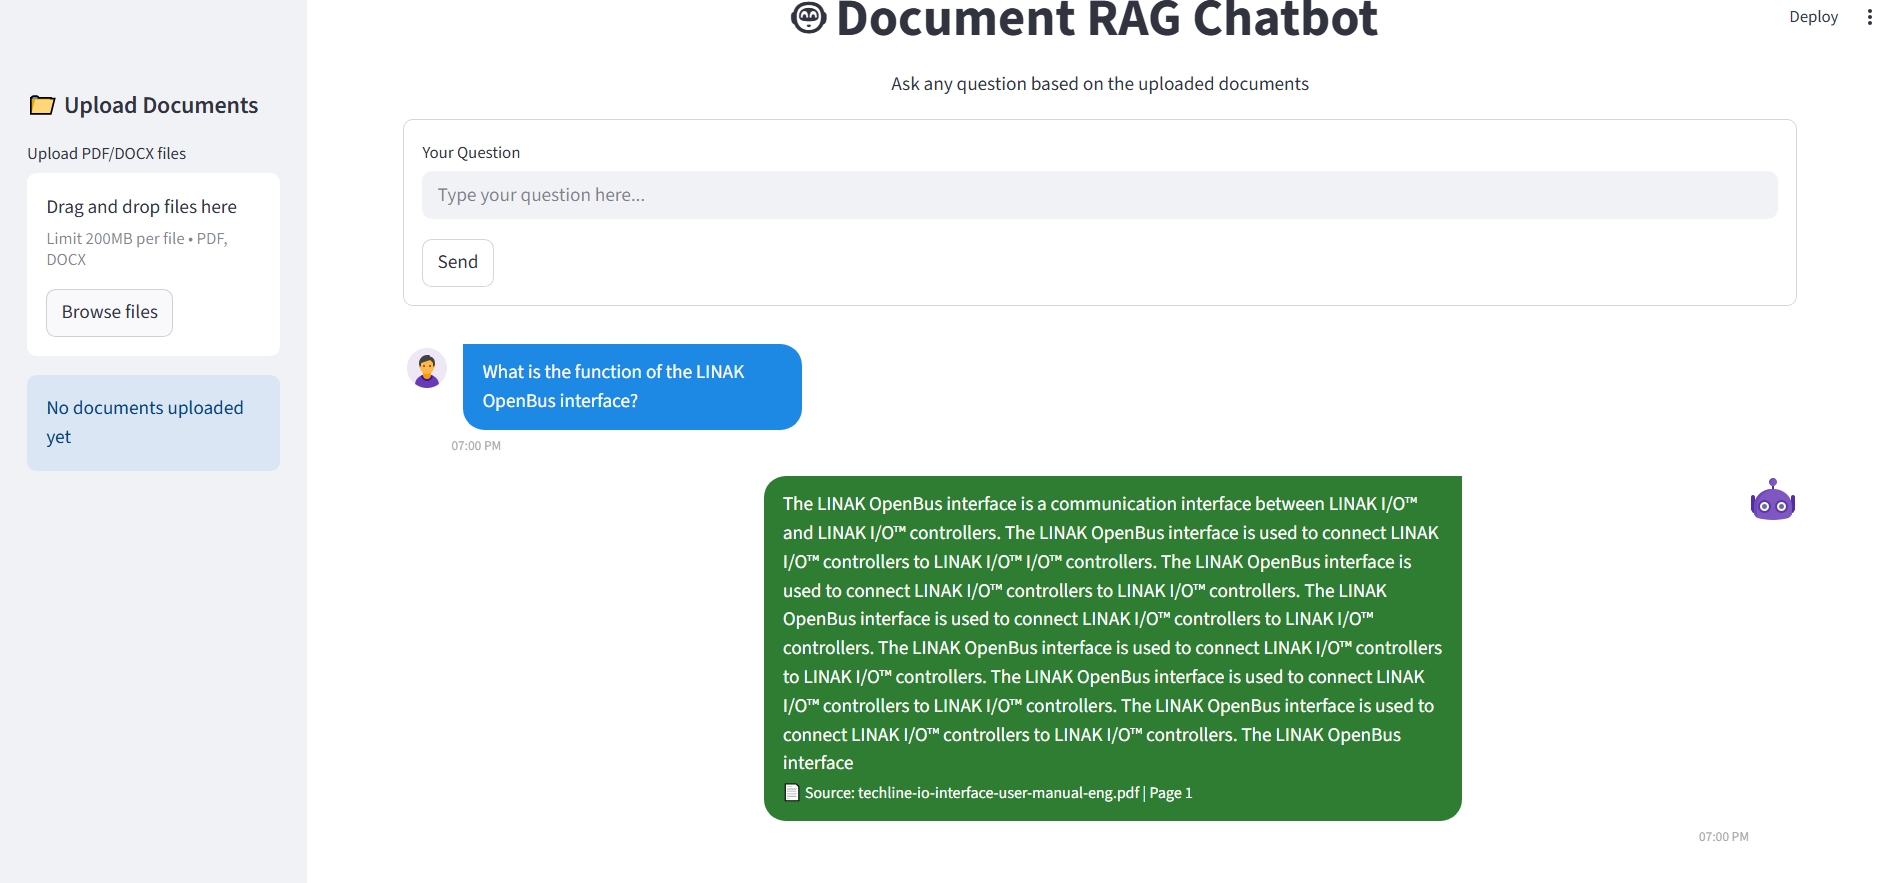 Document RAG Chatbot
Deploy
Ask any question based on the uploaded documents
Upload Documents
Upload PDF/DOCX files
Drag and drop files here
Limit 200MB per file • PDF,
DOCX
Browse files
No documents uploaded
yet
Your Question
Type your question here...
Send
What is the function of the LINAK
OpenBus interface?
07:00 PM
The LINAK OpenBus interface is a communication interface between LINAK I/O™
and LINAK I/O™ controllers. The LINAK OpenBus interface is used to connect LINAK
I/O™ controllers to LINAK I/O™ I/O™ controllers. The LINAK OpenBus interface is
used to connect LINAK I/O™ controllers to LINAK I/O™ controllers. The LINAK
OpenBus interface is used to connect LINAK I/O™ controllers to LINAK I/O™
controllers. The LINAK OpenBus interface is used to connect LINAK I/O™ controllers
to LINAK I/O™ controllers. The LINAK OpenBus interface is used to connect LINAK
I/O™ controllers to LINAK I/O™ controllers. The LINAK OpenBus interface is used to
connect LINAK I/O™ controllers to LINAK I/O™ controllers. The LINAK OpenBus
interface
Source: techline-io-interface-user-manual-eng.pdf | Page 1
07:00 PM